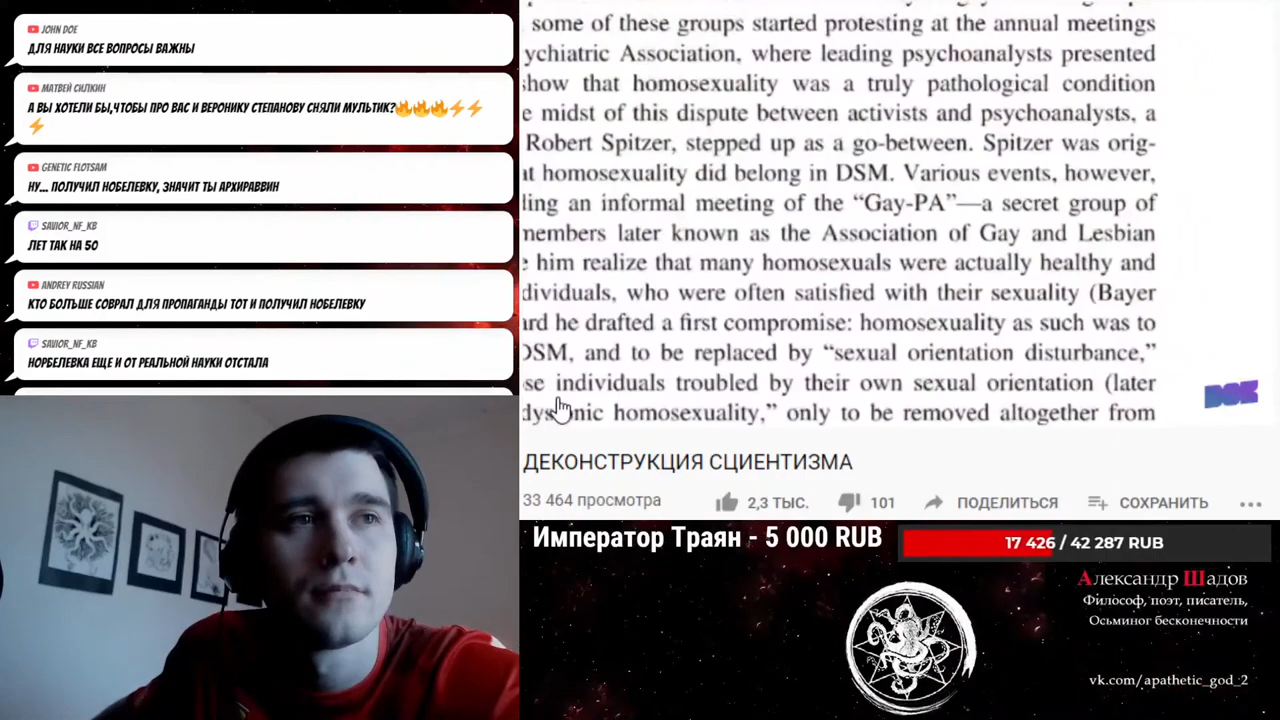 JOHN DOE
ДЛЯ НАУКИ ВСЕ ВОПРОСЫ ВАЖНЫ
МАТВЕЙ СИЛКИН
А ВЫ ХОТЕЛИ БЫ,ЧТОБЫ ПРО ВАС И ВЕРОНИКУ СТЕПАНОВУ СНЯЛИ МУЛЬТИК?🔥🔥🔥⚡⚡
⚡
GENETIC FLOTSAM
НУ... ПОЛУЧИЛ НОБЕЛЕВКУ, ЗНАЧИТ ТЫ АРХИРАВВИН
SAVIOR_NF_KB
ЛЕТ ТАК НА 50
ANDREY RUSSIAN
КТО БОЛЪШЕ СОВРАЛ ДЛЯ ПРОПАГАНДЫ ТОТ И ПОЛУЧИЛ НОБЕЛЕВКУ
SAVIOR_NF_KB
НОРБЕЛЕВКА ЕЩЕ И ОТ РЕАЛЬНОЙ НАУКИ ОТСТАЛА
some of these groups started protesting at the annual meetings
ychiatric Association, where leading psychoanalysts presented
show that homosexuality was a truly pathological condition
e midst of this dispute between activists and psychoanalysts, a
Robert Spitzer, stepped up as a go-between. Spitzer was orig-
at homosexuality did belong in DSM. Various events, however,
ling an informal meeting of the “Gay-PA”—a secret group of
members later known as the Association of Gay and Lesbian
e him realize that many homosexuals were actually healthy and
dividuals, who were often satisfied with their sexuality (Bayer
ard he drafted a first compromise: homosexuality as such was to
DSM, and to be replaced by “sexual orientation disturbance,”
se individuals troubled by their own sexual orientation (later
homosexuality,” only to be removed altogether from
ДЕКОНСТРУКЦИЯ СЦИЕНТИЗМА
33 464 просмотра
2,3 ТЫС.
101
ПОДЕЛИТЬСЯ
СОХРАНИТЬ
Император Траян - 5 000 RUB
17 426 / 42 287 RUB
Александр Шадов
Философ, поэт, писатель,
Осьминог бесконечности
vk.com/apathetic_god_2